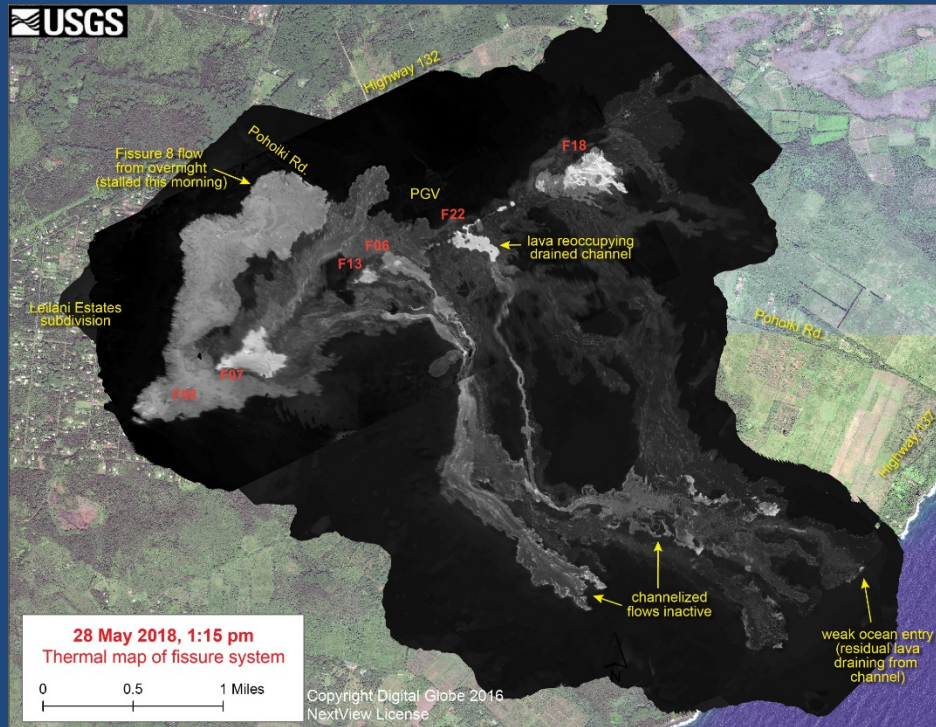 USGS
Highway 132
Pohoiki Rd.
Fissure 8 flow
from overnight
(stalled this morning)
F18
PGV
F22
lava reoccupying
drained channel
F06
F13
Leilani Estates
subdivision
Pohoiki Rd.
F07
F08
Highway 137
channelized
flows inactive
weak ocean entry
(residual lava
draining from
channel)
28 May 2018, 1:15 pm
Thermal map of fissure system
0 0.5 1 Miles
N
Copyright Digital Globe 2016
NextView License